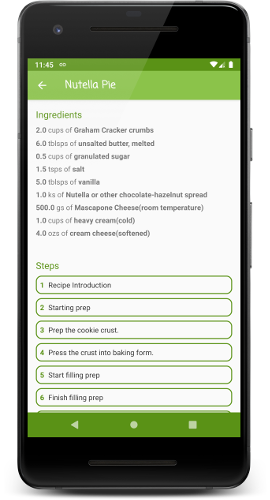 11:45
Nutella Pie
Ingredients
2.0 cups of Graham Cracker crumbs
6.0 tblsps of unsalted butter, melted
0.5 cups of granulated sugar
1.5 tsps of salt
5.0 tblsps of vanilla
1.0 ks of Nutella or other chocolate-hazelnut spread
500.0 gs of Mascapone Cheese(room temperature)
1.0 cups of heavy cream(cold)
4.0 ozs of cream cheese(softened)
Steps
1 Recipe Introduction
2 Starting prep
3 Prep the cookie crust.
4 Press the crust into baking form.
5 Start filling prep
6 Finish filling prep